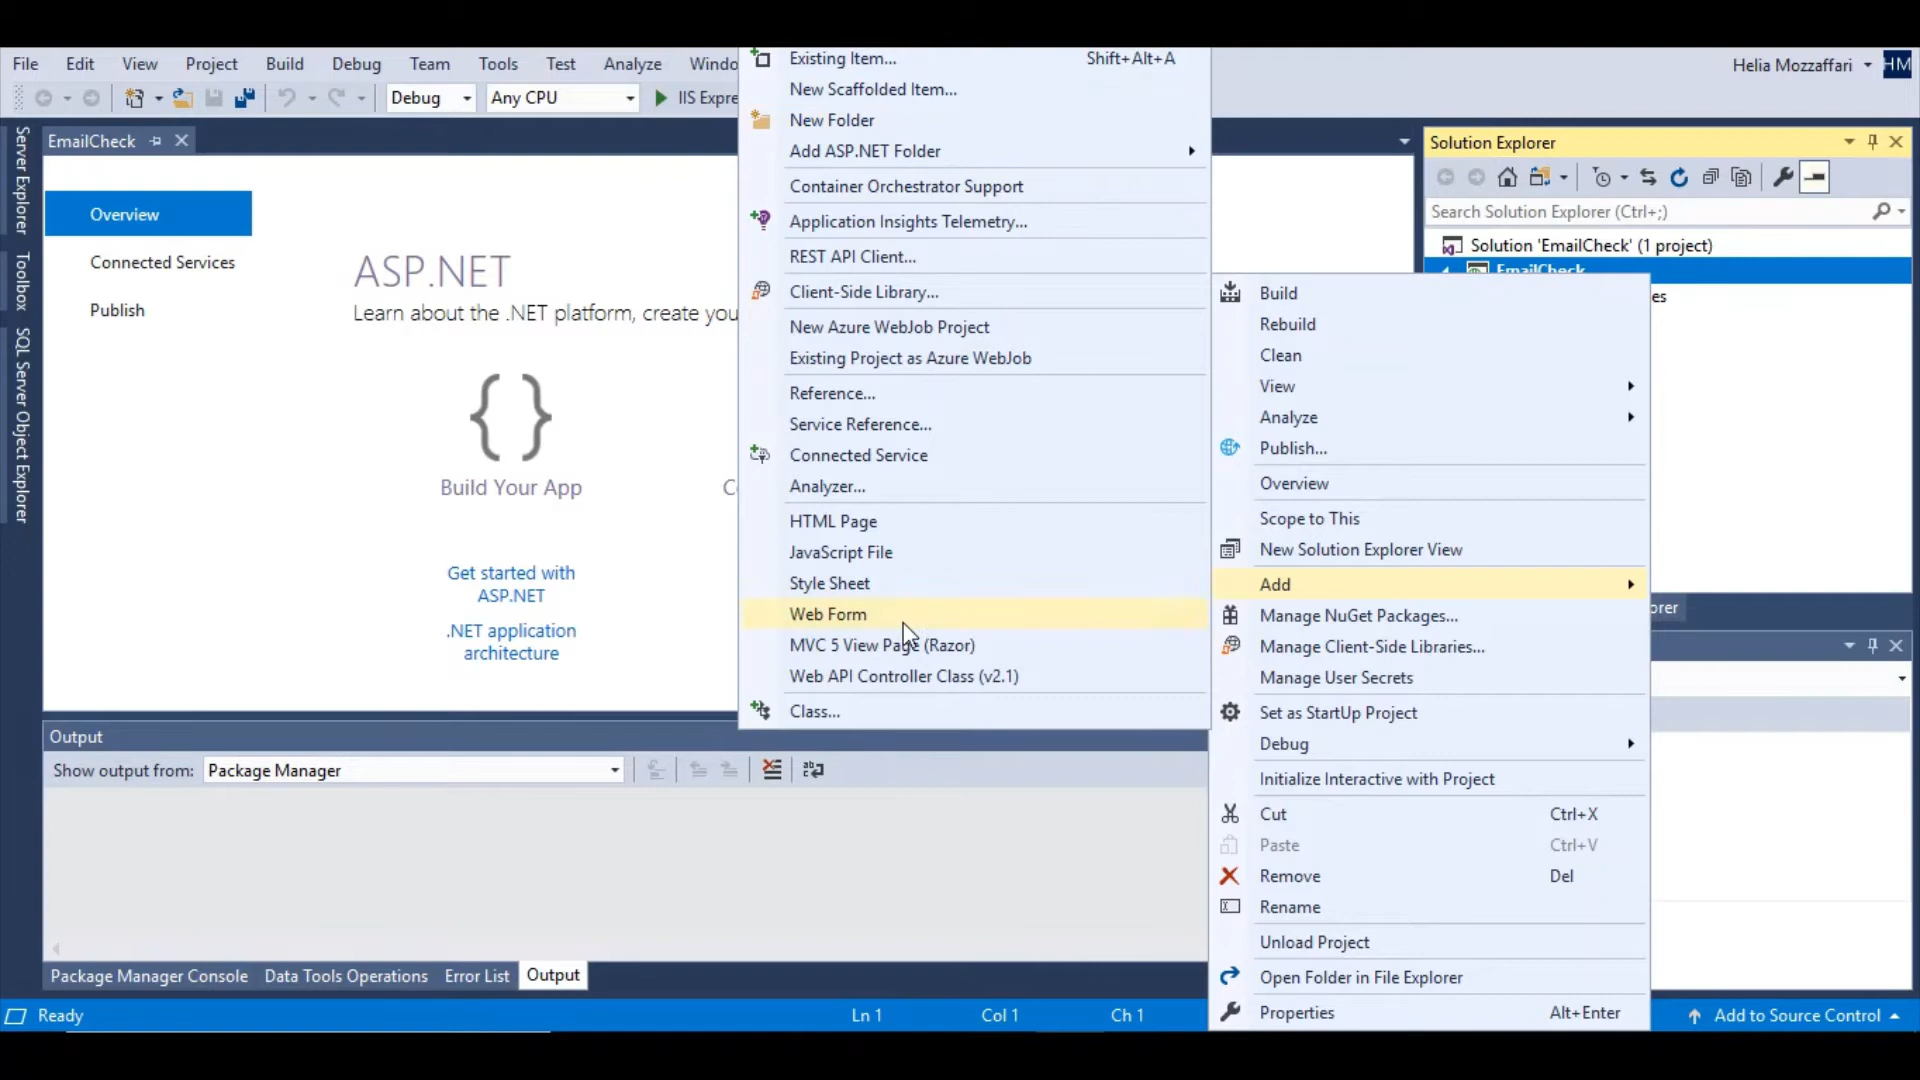 File Edit View Project Build Debug Team Tools Test Analyze Windo
Helia Mozzaffari HM
Debug Any CPU IIS Expre
EmailCheck
Server Explorer
Toolbox
SQL Server Object Explorer
Overview
Connected Services
Publish
ASP.NET
Learn about the .NET platform, create you
Build Your App
C
Get started with
ASP.NET
.NET application
architecture
Existing Item... Shift+Alt+A
New Scaffolded Item...
New Folder
Add ASP.NET Folder
Container Orchestrator Support
Application Insights Telemetry...
REST API Client...
Client-Side Library...
New Azure WebJob Project
Existing Project as Azure WebJob
Reference...
Service Reference...
Connected Service
Analyzer...
HTML Page
JavaScript File
Style Sheet
Web Form
MVC 5 View Page (Razor)
Web API Controller Class (v2.1)
Class...
Solution Explorer
Search Solution Explorer (Ctrl+;)
Solution 'EmailCheck' (1 project)
EmailCheck
es
Build
Rebuild
Clean
View
Analyze
Publish...
Overview
Scope to This
New Solution Explorer View
Add
Manage NuGet Packages...
Manage Client-Side Libraries...
Manage User Secrets
Set as StartUp Project
Debug
Initialize Interactive with Project
Cut Ctrl+X
Paste Ctrl+V
Remove Del
Rename
Unload Project
Open Folder in File Explorer
Properties Alt+Enter
orer
Output
Show output from: Package Manager
Package Manager Console Data Tools Operations Error List Output
Ready Ln 1 Col 1 Ch 1 Add to Source Control